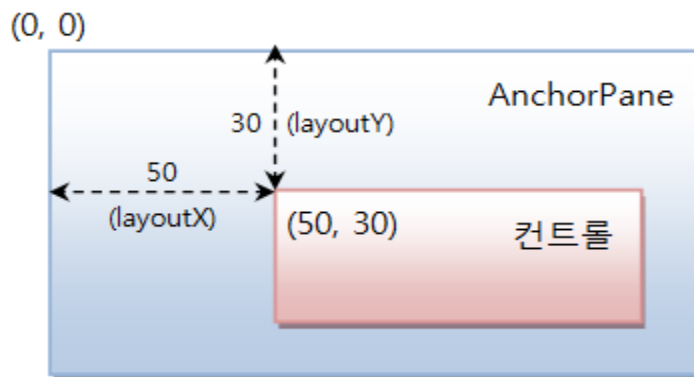 (0, 0)
AnchorPane
30 (layoutY)
50
(layoutX)
(50, 30)
컨트롤